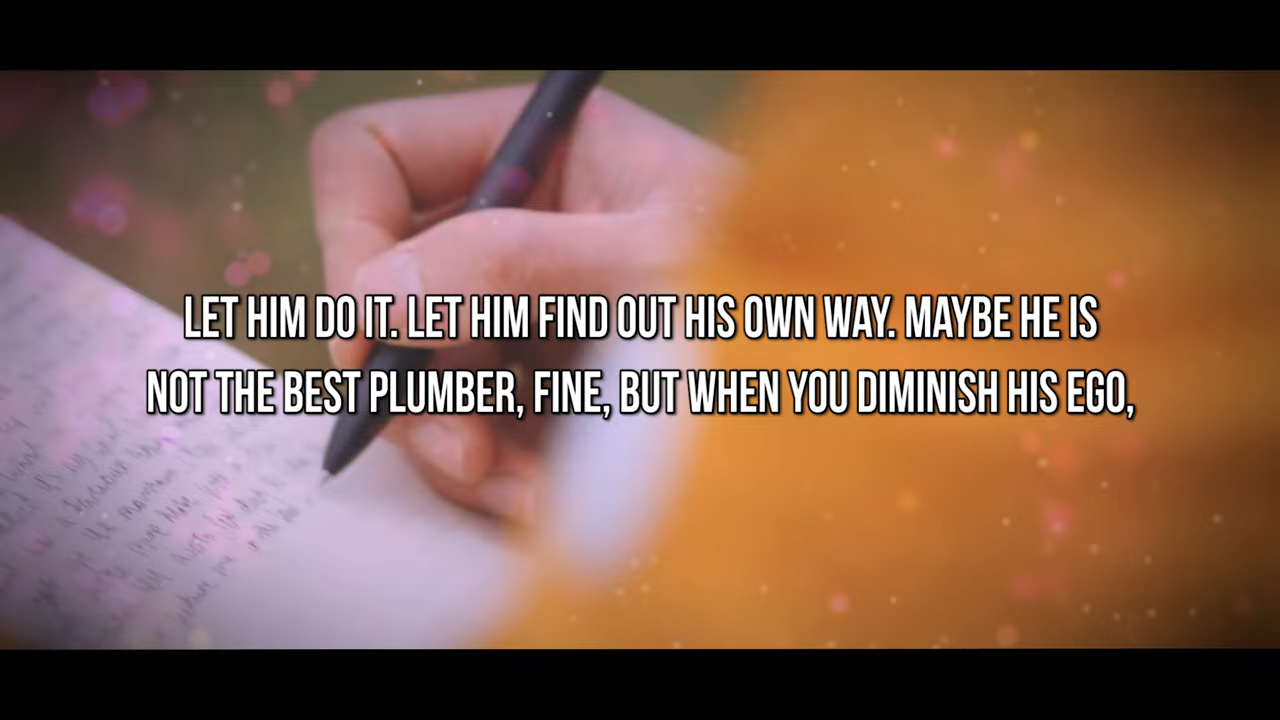 LET HIM DO IT. LET HIM FIND OUT HIS OWN WAY. MAYBE HE IS
NOT THE BEST PLUMBER, FINE, BUT WHEN YOU DIMINISH HIS EGO,